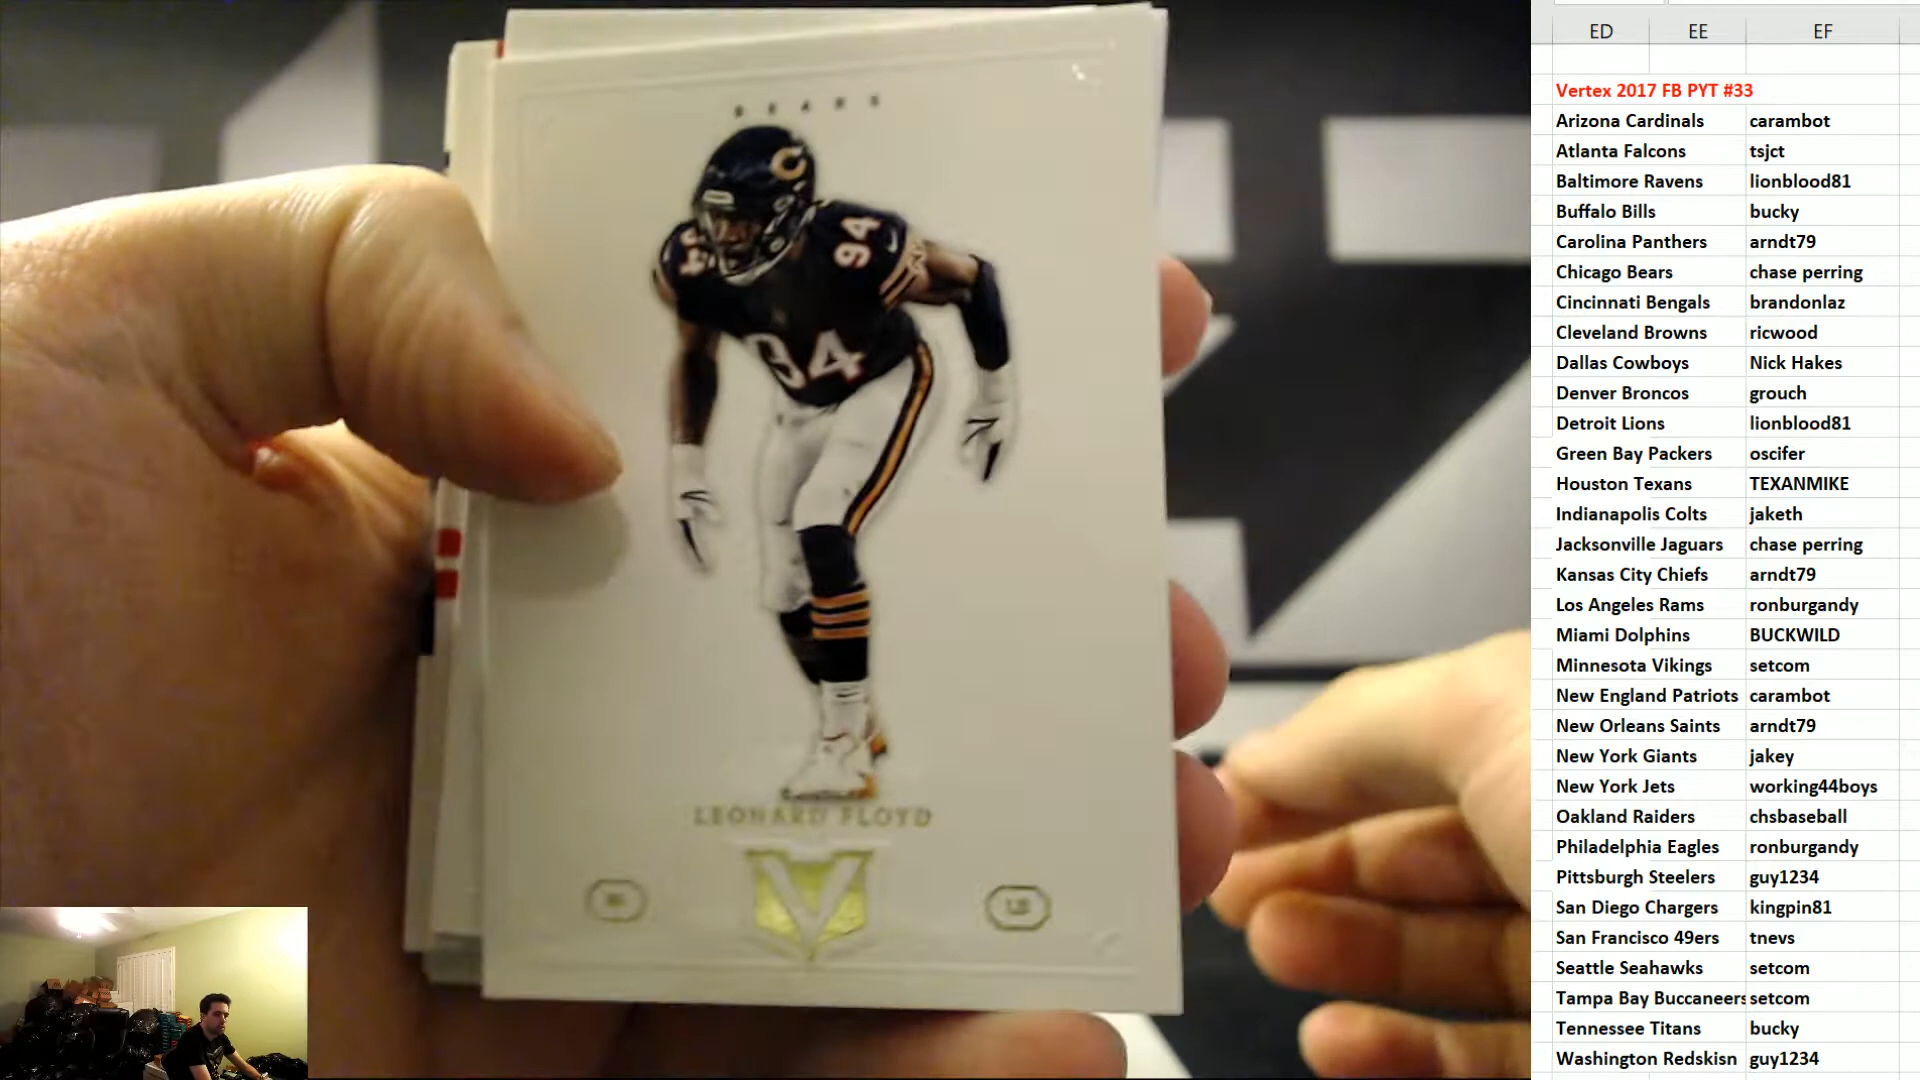 BEARS
94
94
LEONARD FLOYD
LB
ED EE EF
Vertex 2017 FB PYT #33
Arizona Cardinals carambot
Atlanta Falcons tsjct
Baltimore Ravens lionblood81
Buffalo Bills bucky
Carolina Panthers arndt79
Chicago Bears chase perring
Cincinnati Bengals brandonlaz
Cleveland Browns ricwood
Dallas Cowboys Nick Hakes
Denver Broncos grouch
Detroit Lions lionblood81
Green Bay Packers oscifer
Houston Texans TEXANMIKE
Indianapolis Colts jaketh
Jacksonville Jaguars chase perring
Kansas City Chiefs arndt79
Los Angeles Rams ronburgandy
Miami Dolphins BUCKWILD
Minnesota Vikings setcom
New England Patriots carambot
New Orleans Saints arndt79
New York Giants jakey
New York Jets working44boys
Oakland Raiders chsbaseball
Philadelphia Eagles ronburgandy
Pittsburgh Steelers guy1234
San Diego Chargers kingpin81
San Francisco 49ers tnevs
Seattle Seahawks setcom
Tampa Bay Buccaneers setcom
Tennessee Titans bucky
Washington Redskisn guy1234